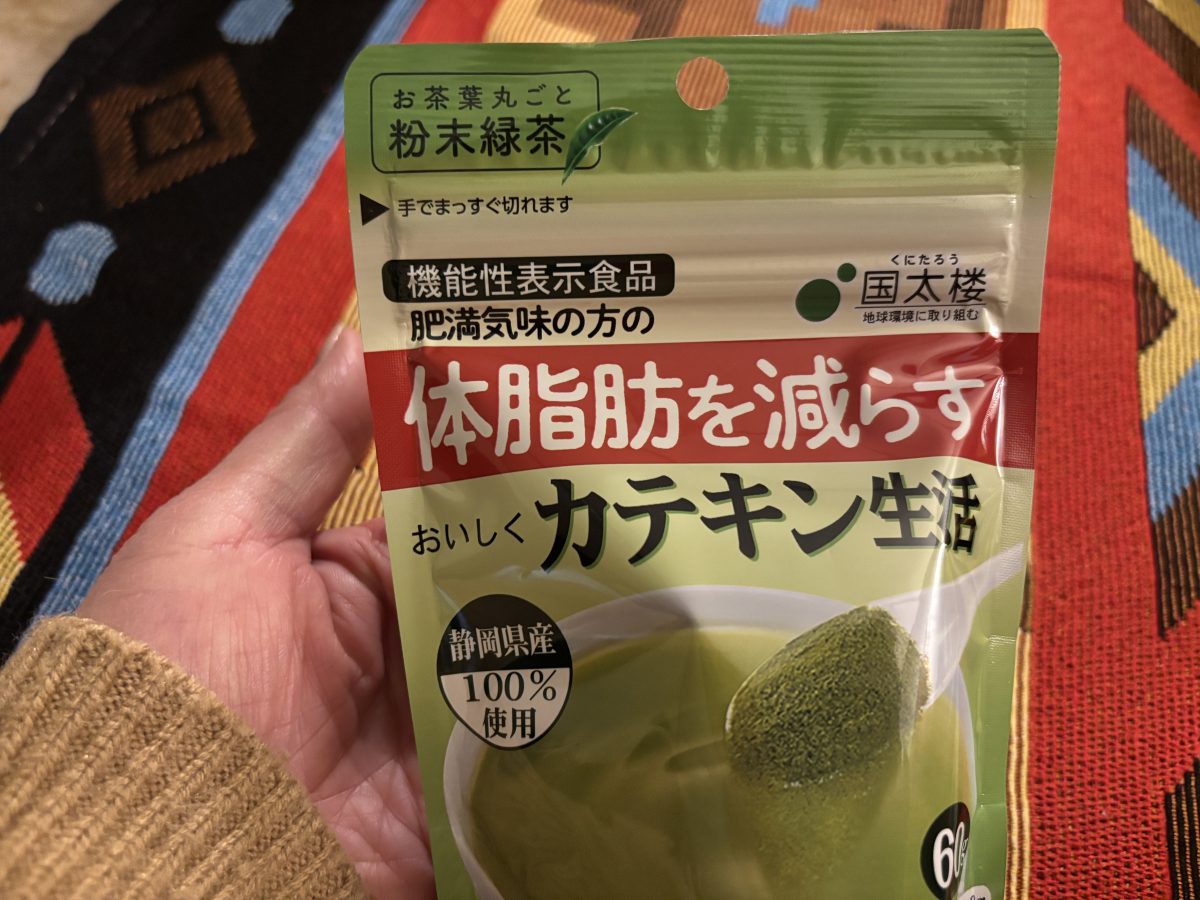 お茶葉丸ごと
粉末緑茶
手でまっすぐ切れます
機能性表示食品
肥満気味の方の
くにたろう
国太楼
地球環境に取り組む
体脂肪を減らす
おいしくカテキン生活
静岡県産
100%
使用
60